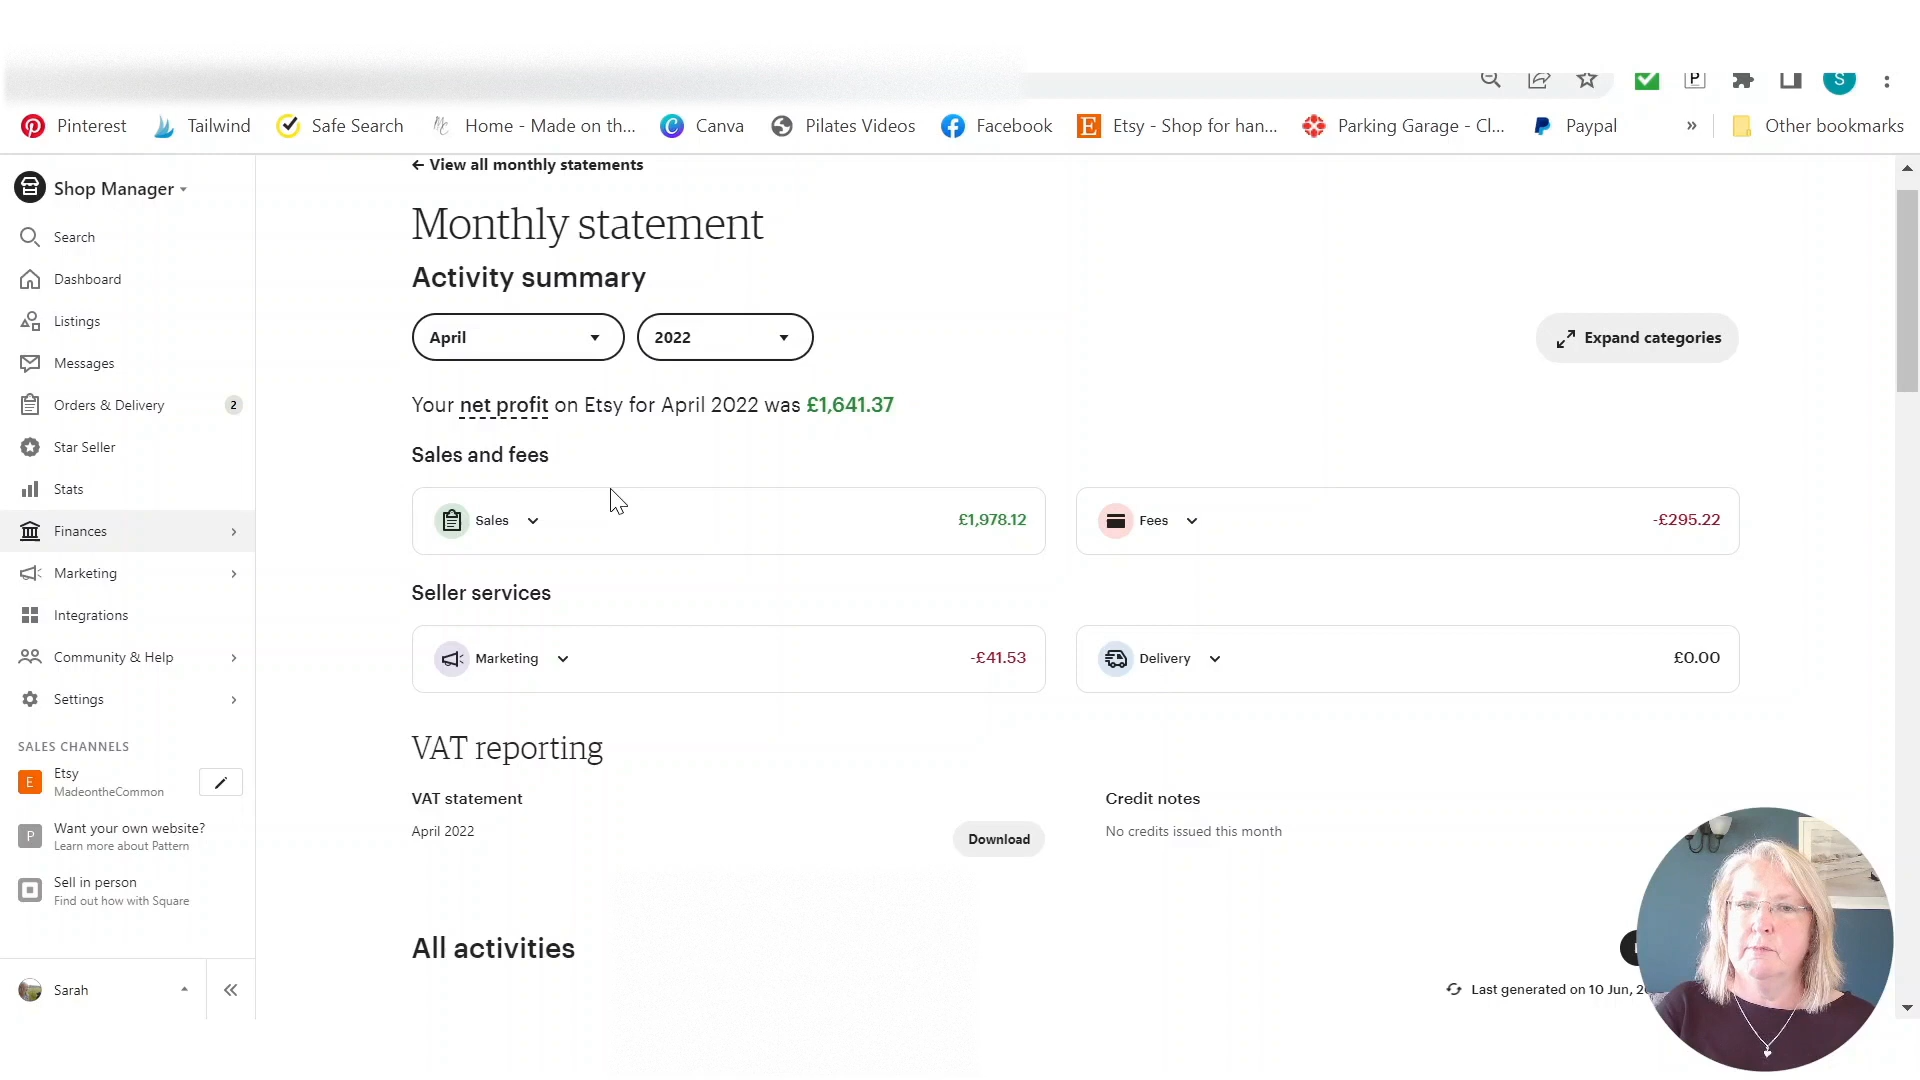 Pinterest Tailwind Safe Search Home - Made on th... Canva Pilates Videos Facebook Etsy - Shop for han... Parking Garage - Cl... Paypal » Other bookmarks
S
P
Shop Manager
Search
Dashboard
Listings
Messages
Orders & Delivery 2
Star Seller
Stats
Finances
Marketing
Integrations
Community & Help
Settings
SALES CHANNELS
E
Etsy
MadeontheCommon
P
Want your own website?
Learn more about Pattern
Sell in person
Find out how with Square
Sarah
← View all monthly statements
Monthly statement
Activity summary
April 2022 Expand categories
Your net profit on Etsy for April 2022 was £1,641.37
Sales and fees
Sales £1,978.12
Fees -£295.22
Seller services
Marketing -£41.53
Delivery £0.00
VAT reporting
VAT statement
April 2022
Download
Credit notes
No credits issued this month
All activities
Last generated on 10 Jun,